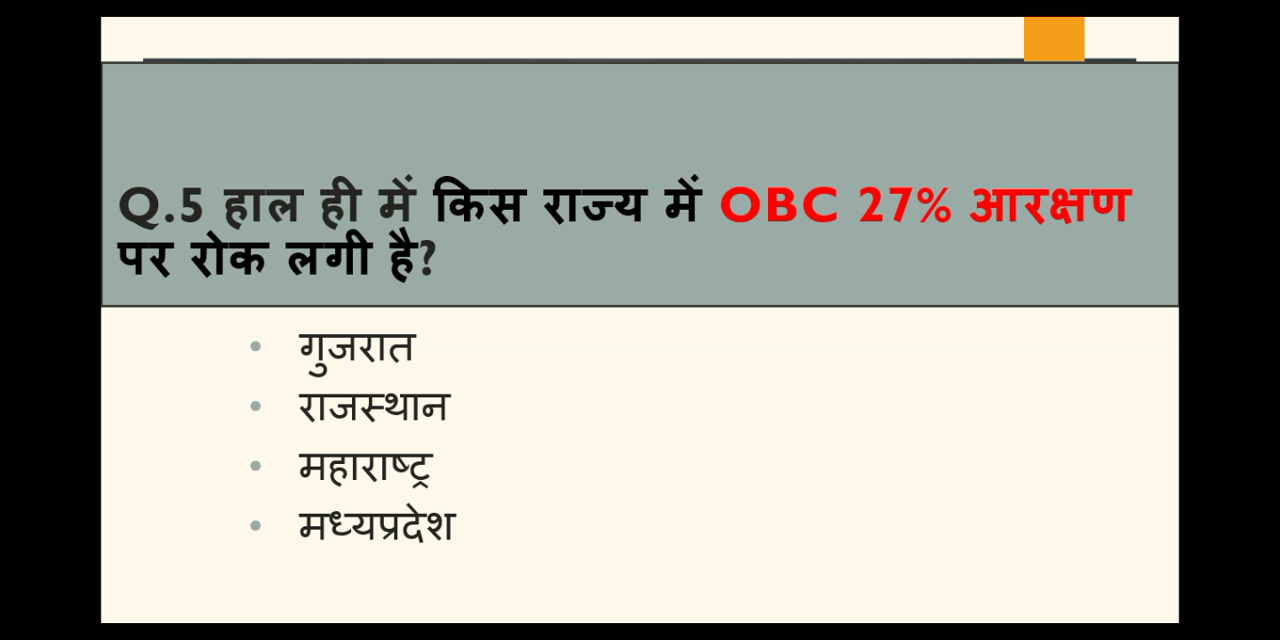 Q.5 हाल ही में किस राज्य में OBC 27% आरक्षण
पर रोक लगी है?
• गुजरात
• राजस्थान
• महाराष्ट्र
• मध्यप्रदेश